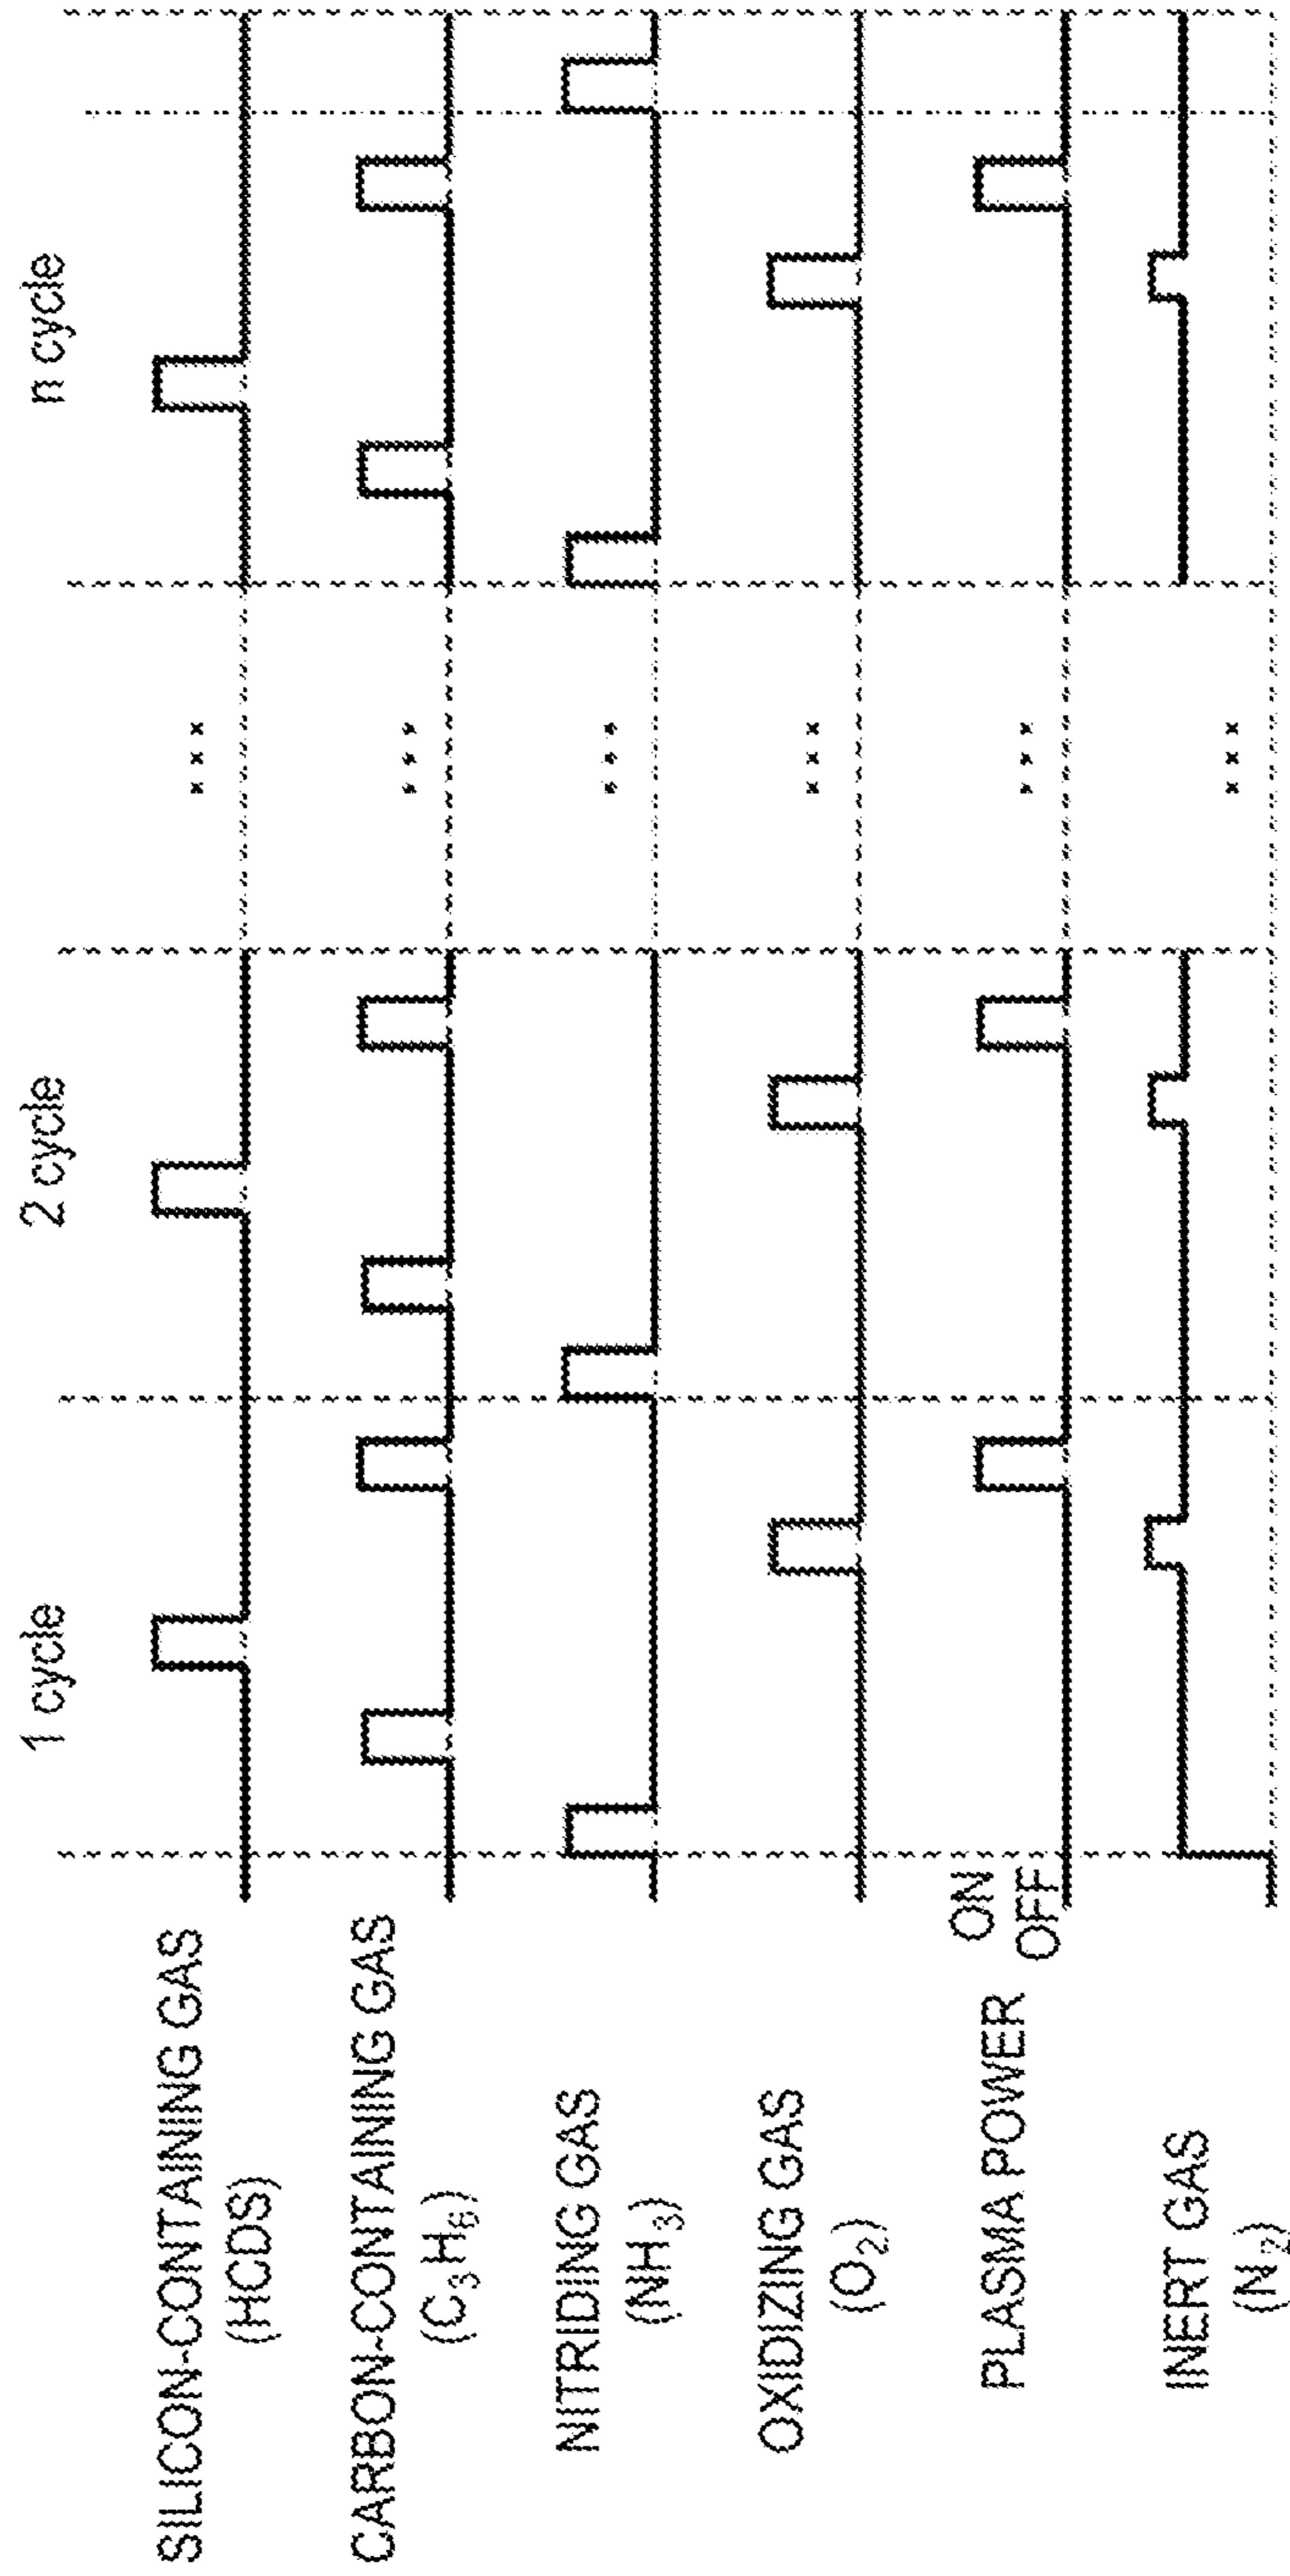 1 cycle
2 cycle
n cycle
SILICON-CONTAINING GAS
(HCDS)
CARBON-CONTAINING GAS
(C₃H₆)
NITRIDING GAS
(NH₃)
OXIDIZING GAS
(O₂)
PLASMA POWER
ON
OFF
INERT GAS
(N₂)